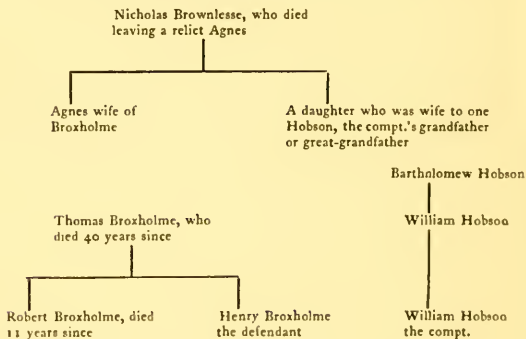 Nicholas Brownlesse, who died
leaving a relict Agnes
Agnes wife of
Broxholme
A daughter who was wife to one
Hobson, the compt.'s grandfather
or great-grandfather
Bartholomew Hobson
Thomas Broxholme, who
died 40 years since
William Hobson
Robert Broxholme, died
11 years since
Henry Broxholme
the defendant
William Hobson
the compt.